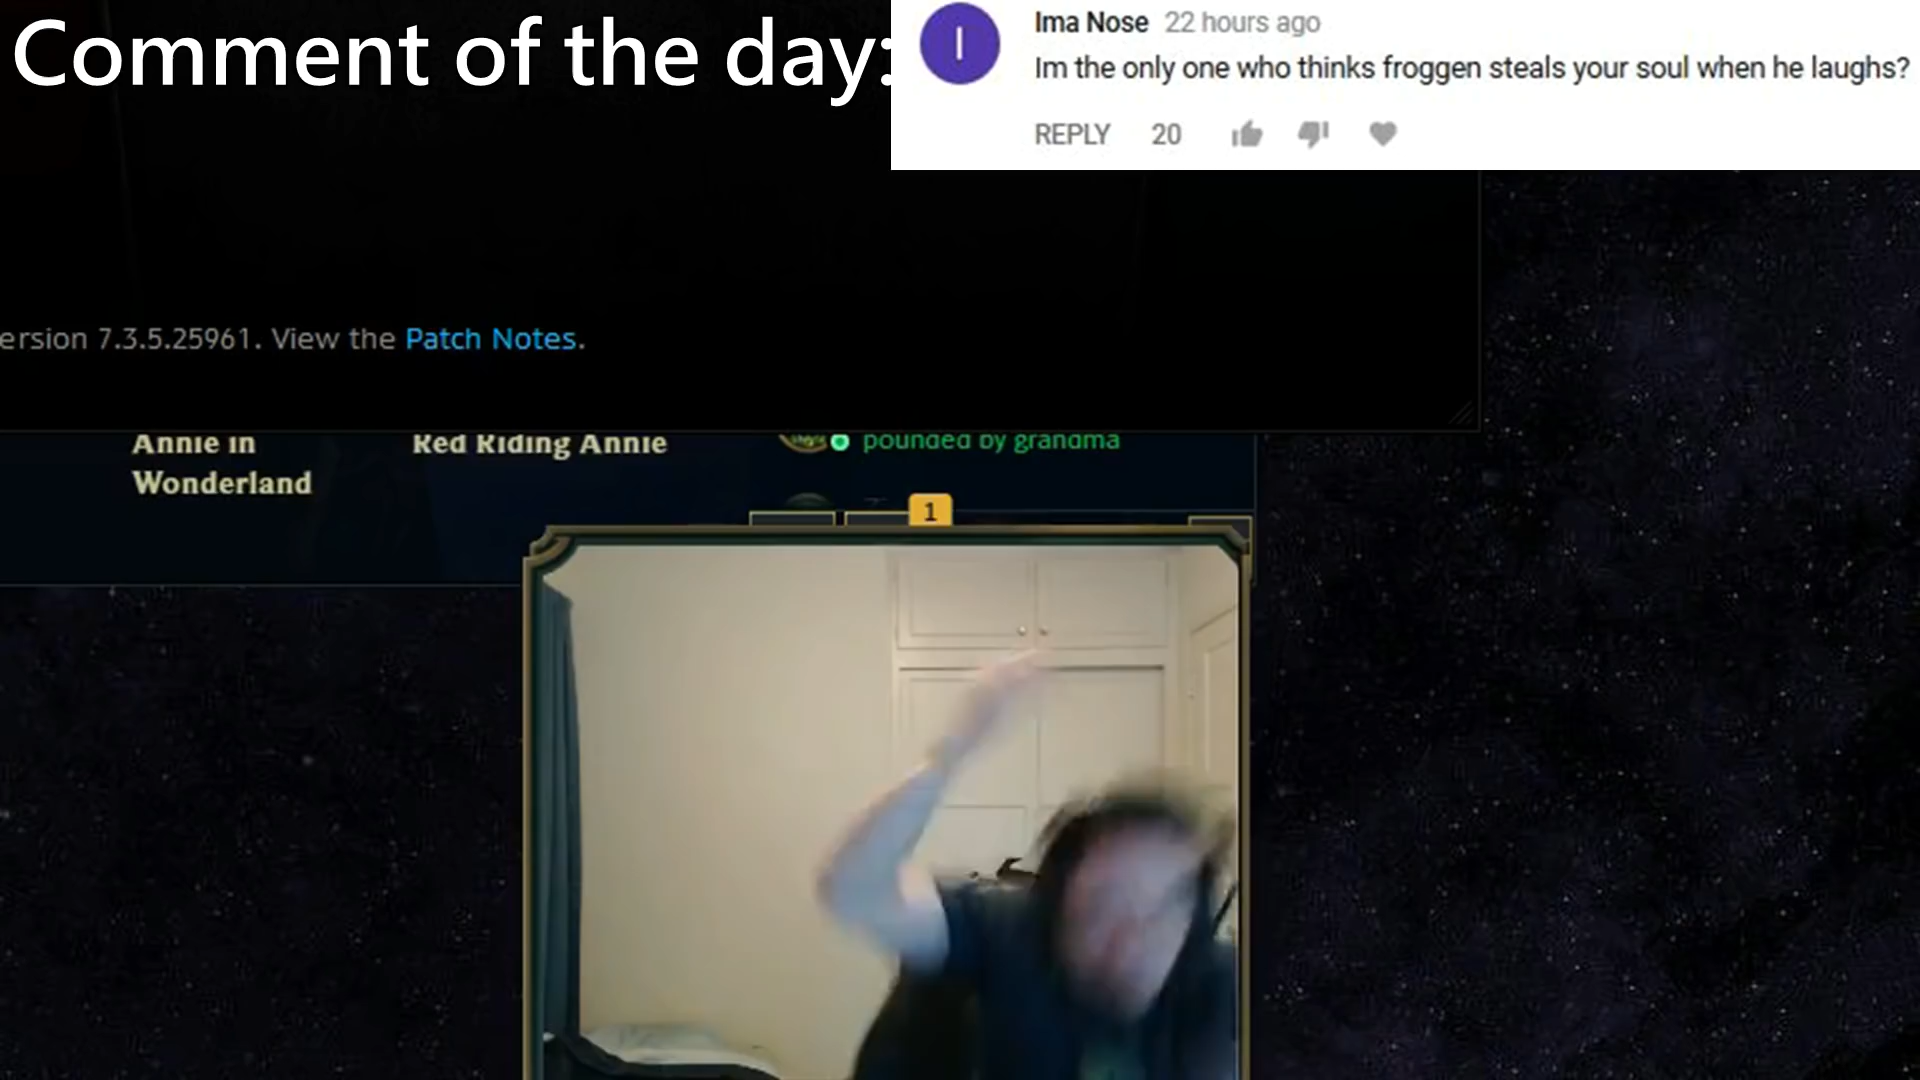 Comment of the day:
I
Ima Nose 22 hours ago
Im the only one who thinks froggen steals your soul when he laughs?
REPLY 20
ersion 7.3.5.25961. View the Patch Notes.
Annie in
Wonderland
Red Riding Annie
pounded by grandma
1